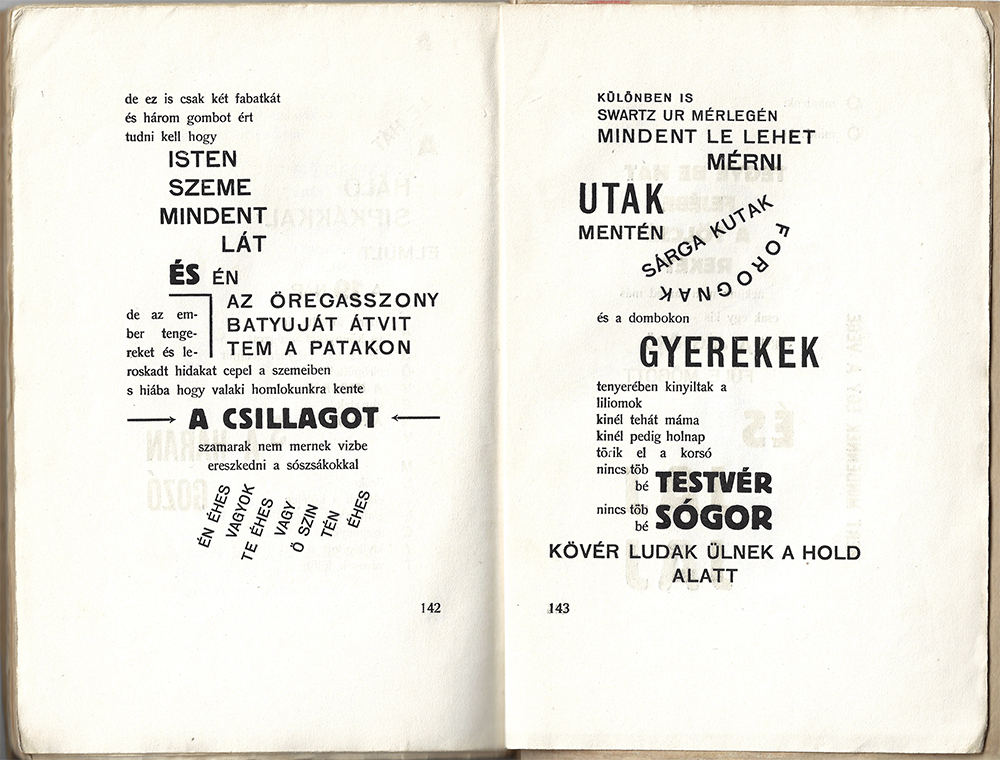 de ez is csak két fabatkát
és három gombot ért
tudni kell hogy
ISTEN
SZEME
MINDENT
LÁT
ÉS ÉN
AZ ÖREGASSZONY
BATYUJÁT ÁTVIT
TEM A PATAKON
de az em-
ber tenge-
reket és le-
roskadt hidakat cepel a szemeiben
s hiába hogy valaki homlokunkra kente
A CSILLAGOT
szamarak nem mernek vizbe
ereszkedni a sószsákokkal
ÉN ÉHES
VAGYOK
TE ÉHES
VAGY
Ő SZIN
TÉN
ÉHES
142
KÜLÖNBEN IS
SWARTZ UR MÉRLEGÉN
MINDENT LE LEHET
MÉRNI
UTAK
MENTÉN
SÁRGA KUTAK
FOROGNAK
és a dombokon
GYEREKEK
tenyerében kinyiltak a
liliomok
kinél tehát máma
kinél pedig holnap
törik el a korsó
nincs töb
bé TESTVÉR
nincs töb
bé SÓGOR
KÖVÉR LUDAK ÜLNEK A HOLD
ALATT
143